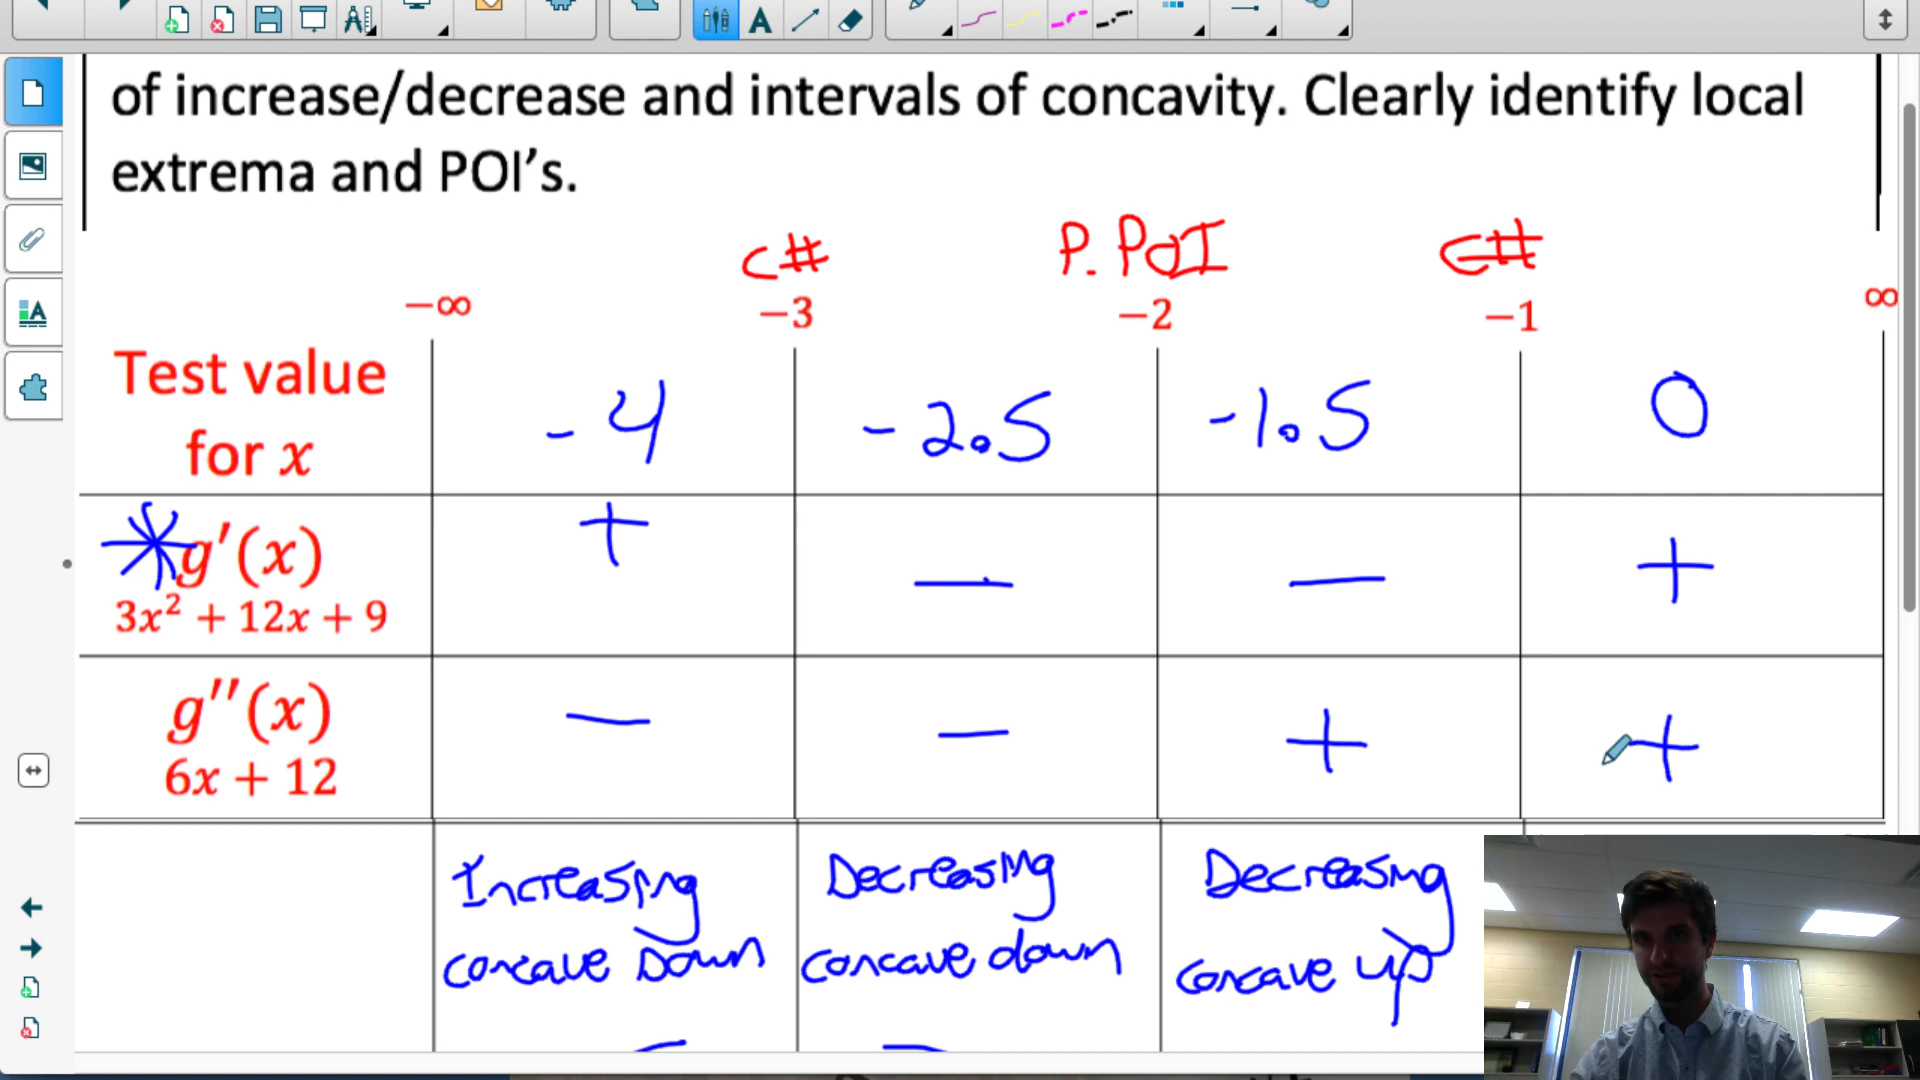 of increase/decrease and intervals of concavity. Clearly identify local
extrema and POI's.
C# P.POI C#
−∞ −3 −2 −1 ∞
Test value
for x
-4 -2.5 -1.5 0
*g′(x) + − − +
3x² + 12x + 9
g′′(x) − − + +
6x + 12
Increasing Decreasing Decreasing
concave Down concave down concave up